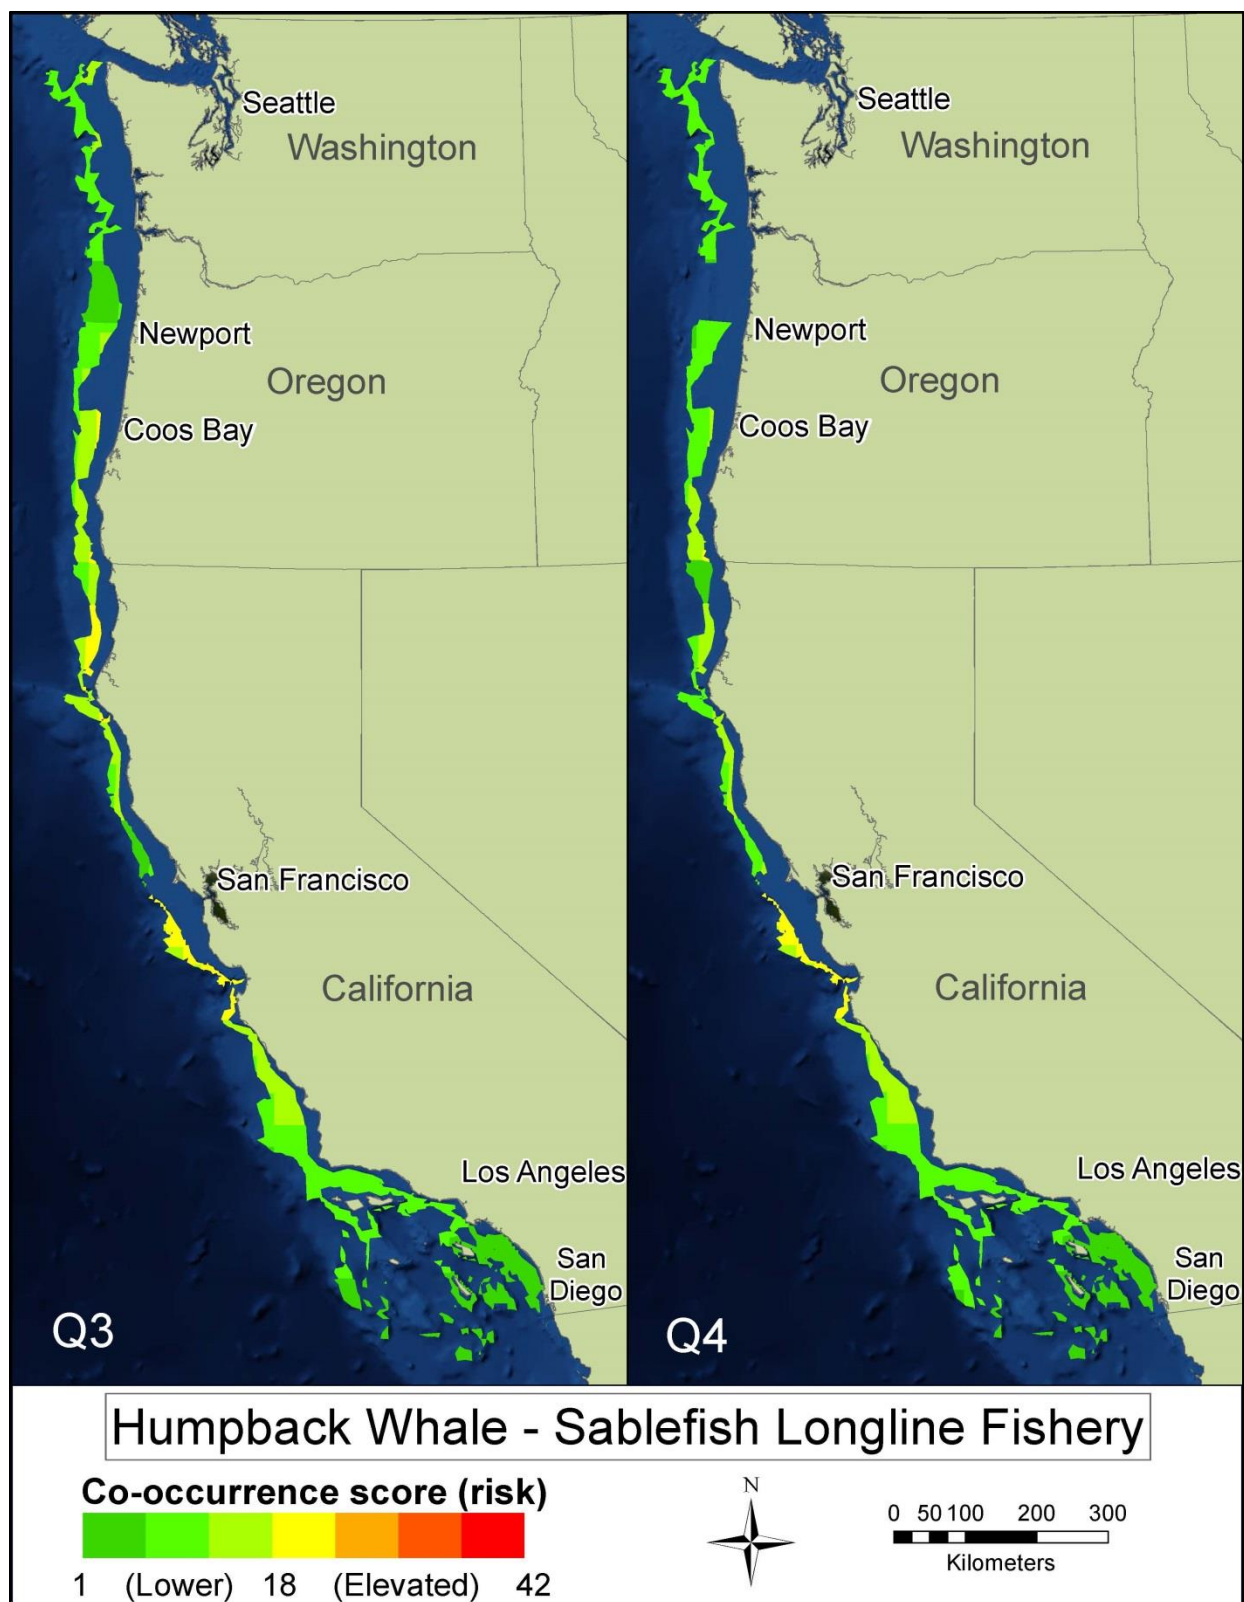 Seattle
Washington
Newport
Oregon
Coos Bay
San Francisco
California
Los Angeles
San
Diego
Q3
Seattle
Washington
Newport
Oregon
Coos Bay
San Francisco
California
Los Angeles
San
Diego
Q4
Humpback Whale - Sablefish Longline Fishery
Co-occurrence score (risk)
1 (Lower) 18 (Elevated) 42
N
0 50 100 200 300
Kilometers